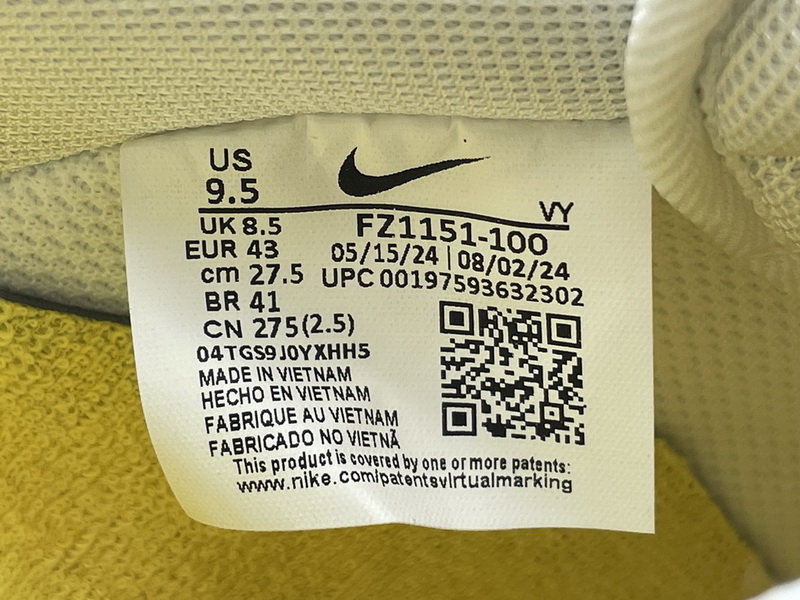 US
9.5
VY
UK 8.5
FZ1151-100
EUR 43
05/15/24 | 08/02/24
cm 27.5
UPC 00197593632302
BR 41
CN 275(2.5)
04TGS9J0YXHH5
MADE IN VIETNAM
HECHO EN VIETNAM
FABRIQUE AU VIETNAM
FABRICADO NO VIETNÃ
This product is covered by one or more patents:
www.nike.com/patentsvirtualmarking